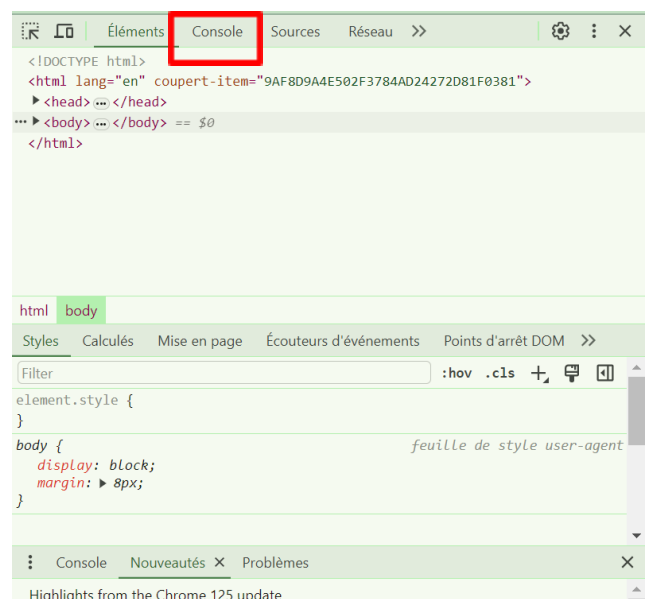 Éléments Console Sources Réseau
<!DOCTYPE html>
<html lang="en" coupert-item="9AF8D9A4E502F3784AD24272D81F0381">
<head> … </head>
… <body> … </body> == $0
</html>
html body
Styles Calculés Mise en page Écouteurs d'événements Points d'arrêt DOM
Filter :hov .cls
element.style {
}
body { feuille de style user-agent
display: block;
margin: 8px;
}
Console Nouveautés Problèmes
Highlights from the Chrome 125 update